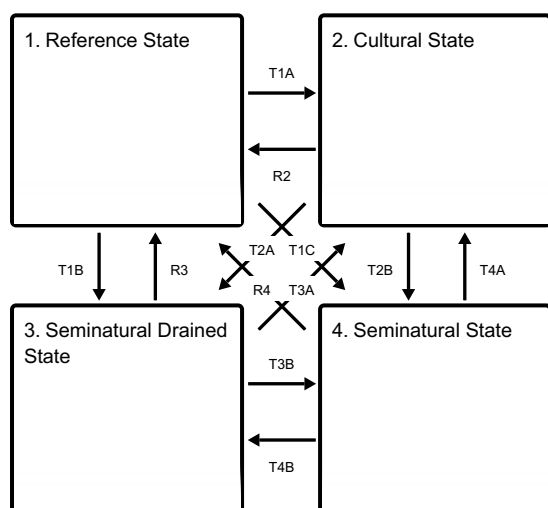 1. Reference State
2. Cultural State
T1A
R2
T2A
T1C
T1B
R3
T2B
T4A
R4
T3A
3. Seminatural Drained
State
4. Seminatural State
T3B
T4B